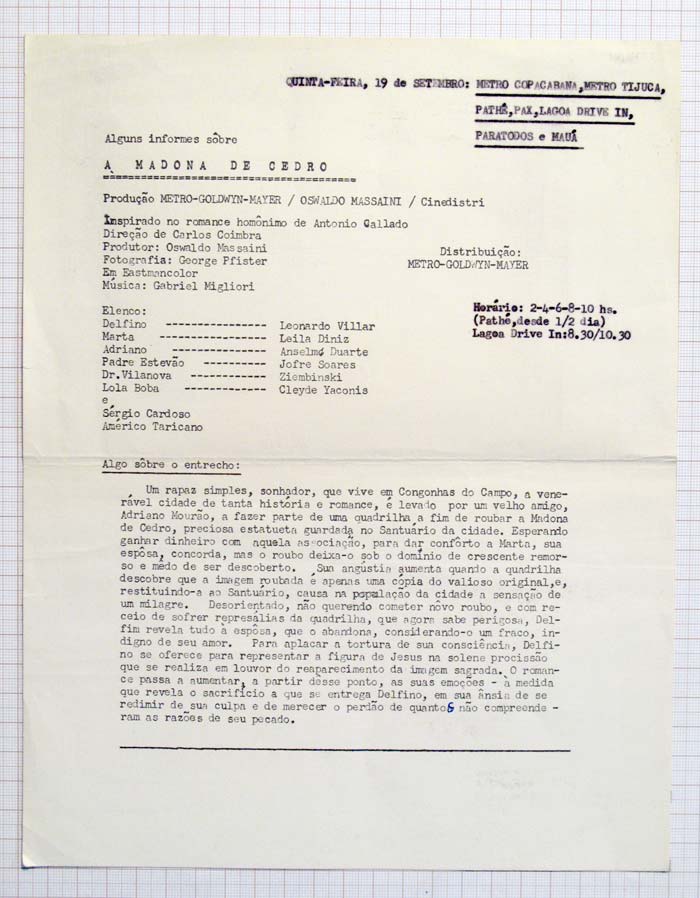 QUINTA-FEIRA, 19 de SETEMBRO: METRO COPACABANA,METRO TIJUCA,
PATHÊ,PAX,LAGOA DRIVE IN,
PARATODOS e MAUÁ
Alguns informes sôbre
A MADONA DE CEDRO
Produção METRO-GOLDWYN-MAYER / OSWALDO MASSAINI / Cinedistri
Inspirado no romance homônimo de Antonio Callado
Direção de Carlos Coimbra
Produtor: Oswaldo Massaini
Fotografia: George Pfister
Em Eastmancolor
Música: Gabriel Migliori
Distribuição:
METRO-GOLDWYN-MAYER
Horário: 2-4-6-8-10 hs.
(Pathé,desde 1/2 dia)
Lagoa Drive In:8.30/10.30
Elenco:
Delfino -------------- Leonardo Villar
Marta -------------- Leila Diniz
Adriano ------------- Anselmo Duarte
Padre Estevão ----------- Jofre Soares
Dr.Vilanova ------------- Ziembinski
Lola Boba ------------- Cleyde Yaconis
e
Sérgio Cardoso
Américo Taricano
Algo sôbre o entrecho:
Um rapaz simples, sonhador, que vive em Congonhas do Campo, a vene-
rável cidade de tanta história e romance, é levado por um velho amigo,
Adriano Mourão, a fazer parte de uma quadrilha a fim de roubar a Madona
de Cedro, preciosa estatueta guardada no Santuário da cidade. Esperando
ganhar dinheiro com aquela associação, para dar confôrto a Marta, sua
espôsa, concorda, mas o roubo deixa-o sob o domínio de crescente remor-
so e mêdo de ser descoberto. Sua angústia aumenta quando a quadrilha
descobre que a imagem roubada é apenas uma cópia do valioso original,e,
restituindo-a ao Santuário, causa na população da cidade a sensação de
um milagre. Desorientado, não querendo cometer nôvo roubo, e com re-
ceio de sofrer represálias da quadrilha, que agora sabe perigosa, Del-
fim revela tudo à espôsa, que o abandona, considerando-o um fraco, in-
digno de seu amor. Para aplacar a tortura de sua consciência, Delfi-
no se oferece para representar a figura de Jesus na solene procissão
que se realiza em louvor do reaparecimento da imagem sagrada. O roman-
ce passa a aumentar, a partir dêsse ponto, as suas emoções - à medida
que revela o sacrifício a que se entrega Delfino, em sua ânsia de se
redimir de sua culpa e de merecer o perdão de quantos não compreende -
ram as razões de seu pecado.